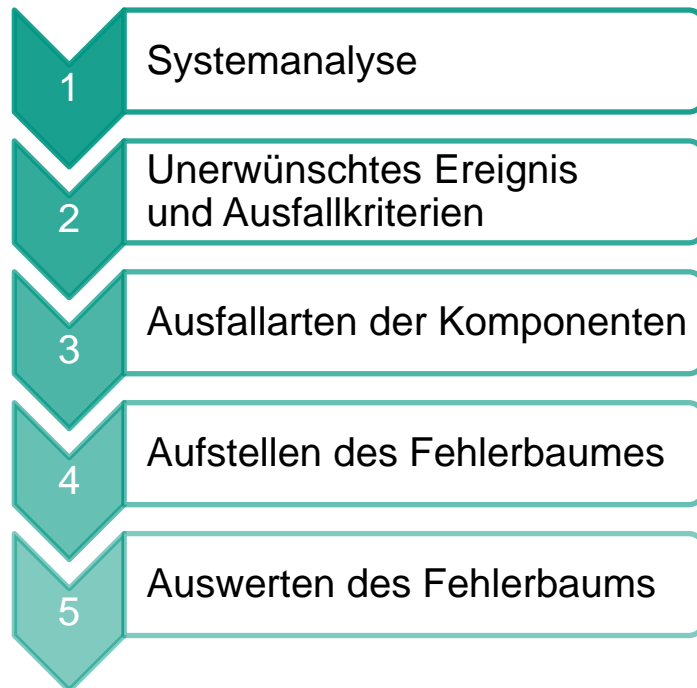 1
Systemanalyse
2
Unerwünschtes Ereignis
und Ausfallkriterien
3
Ausfallarten der Komponenten
4
Aufstellen des Fehlerbaumes
5
Auswerten des Fehlerbaums